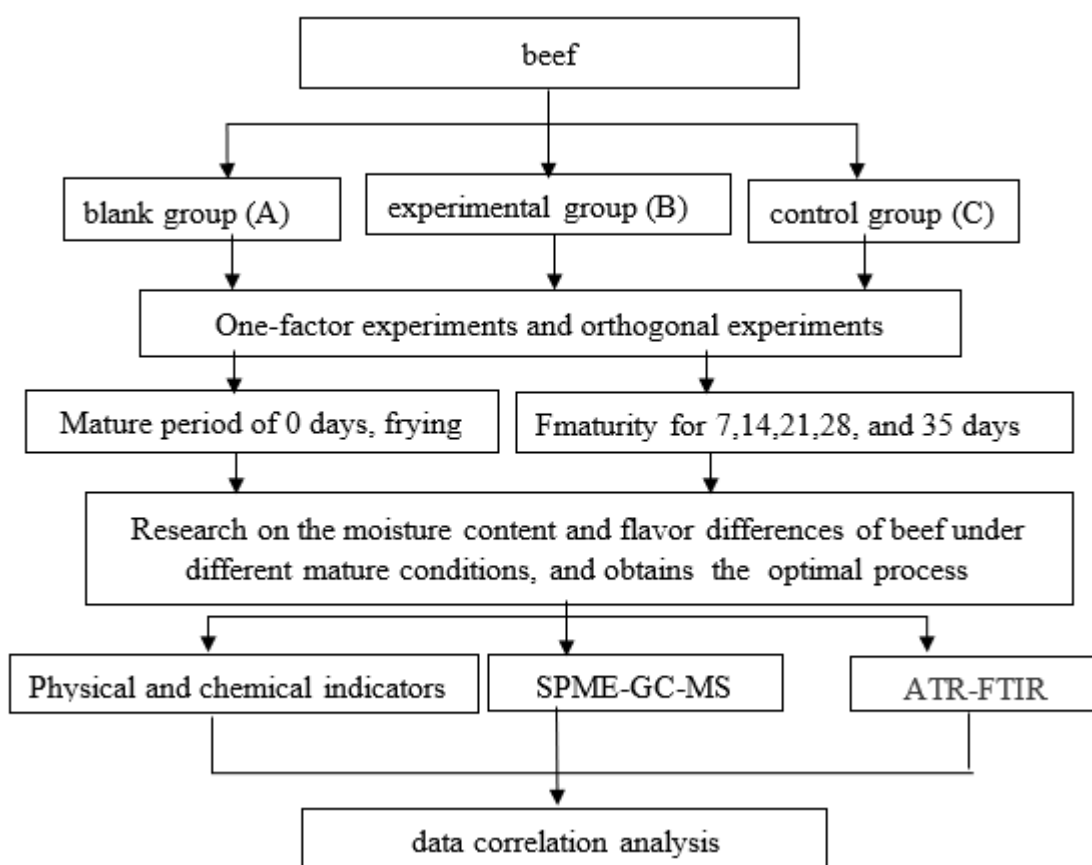 beef
blank group (A)
experimental group (B)
control group (C)
One-factor experiments and orthogonal experiments
Mature period of 0 days, frying
Fmaturity for 7,14,21,28, and 35 days
Research on the moisture content and flavor differences of beef under
different mature conditions, and obtains the optimal process
Physical and chemical indicators
SPME-GC-MS
ATR-FTIR
data correlation analysis